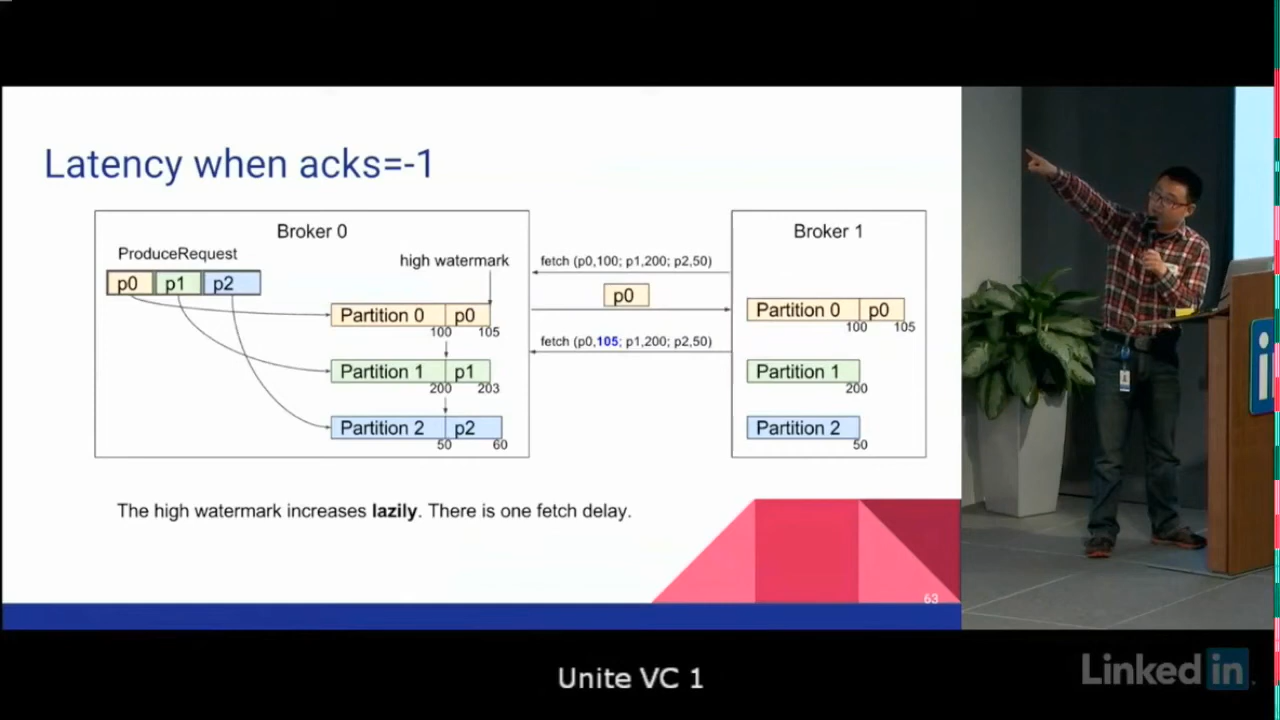 Latency when acks=-1
Broker 0
ProduceRequest
p0 p1 p2
high watermark
Partition 0 p0
100 105
Partition 1 p1
200 203
Partition 2 p2
50 60
fetch (p0,100; p1,200; p2,50)
p0
fetch (p0,105; p1,200; p2,50)
Broker 1
Partition 0 p0
100 105
Partition 1
200
Partition 2
50
The high watermark increases lazily. There is one fetch delay.
63
in
Unite VC 1
Linked in